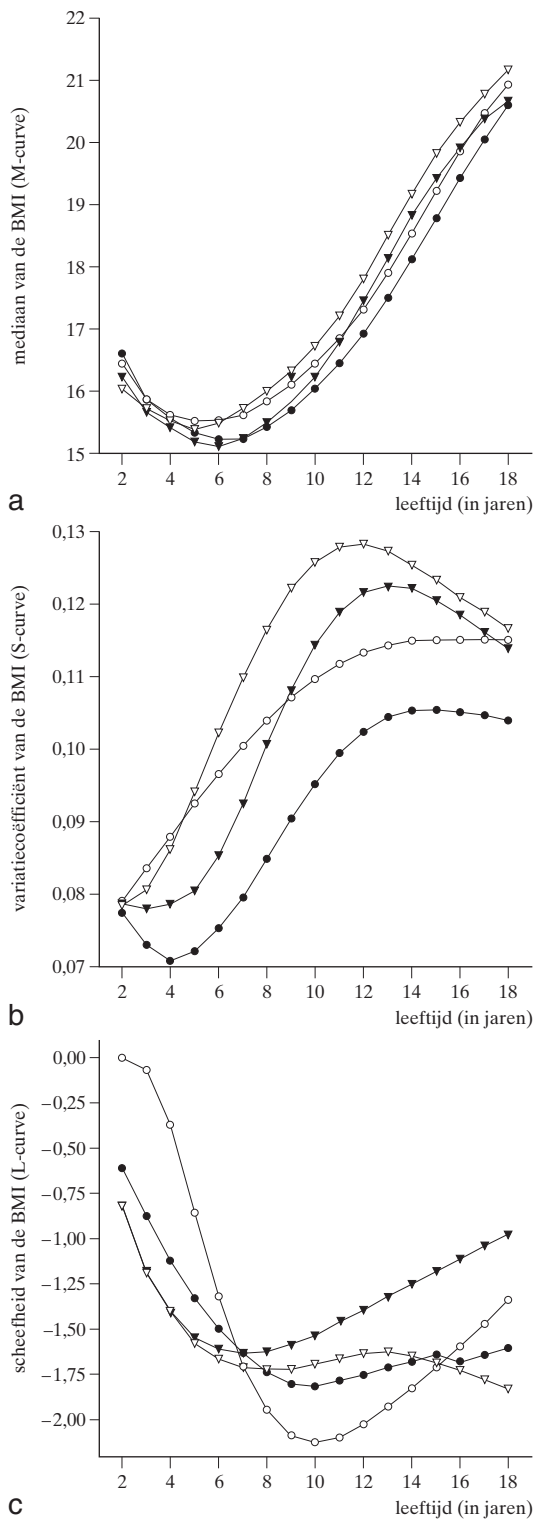 22
21
20
19
18
17
16
15
mediaan van de BMI (M-curve)
2 4 6 8 10 12 14 16 18
leeftijd (in jaren)
a
0,13
0,12
0,11
0,10
0,09
0,08
0,07
variatiecoëfficiënt van de BMI (S-curve)
2 4 6 8 10 12 14 16 18
leeftijd (in jaren)
b
0,00
–0,25
–0,50
–0,75
–1,00
–1,25
–1,50
–1,75
–2,00
scheefheid van de BMI (L-curve)
2 4 6 8 10 12 14 16 18
leeftijd (in jaren)
c